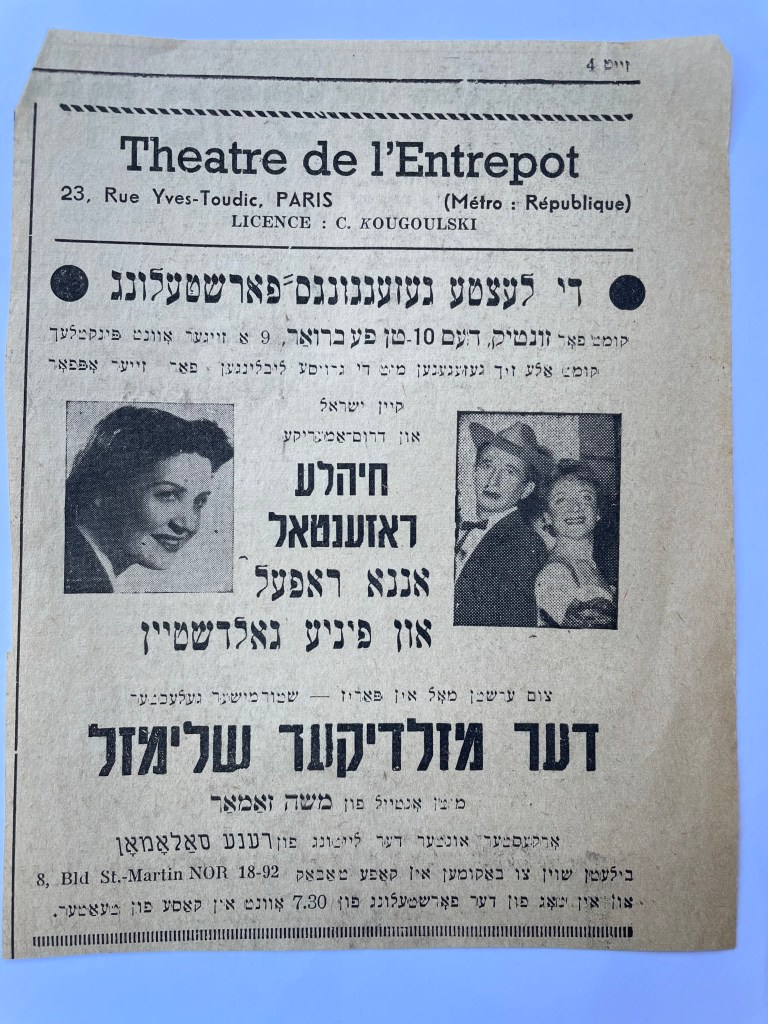 זייט 4
Theatre de l'Entrepot
23, Rue Yves-Toudic, PARIS (Métro : République)
LICENCE : C. KOUGOULSKI
די לעצטע געזעגנונגס־פארשטעלונג
קומט פאר זונטיק, דעם 10-טן פעברואר, 9 א זייגער אוונט פינקטלעך
קומט אלע זיך געזעגענען מיט די גרויסע ליבלינגען פאר זייער אפפאר
קיין ישראל
און דרום־אמעריקע
חיהלע
ראזענטאל
אננא ראפעל
און פיניע גאלדשטיין
צום ערשטן מאל אין פאריז — שטורמישער געלעכטער
דער מזלדיקער שלימזל
מיטן אנטייל פון משה זאמאר
ארקעסטער אונטער דער לייטונג פון רענע סאלאמאן
בילעטן שוין צו באקומען אין קאפע טאבאק 8, Bld St.-Martin NOR 18-92
און אין טאג פון דער פארשטעלונג פון 7.30 אוונט אין קאסע פון טעאטער.